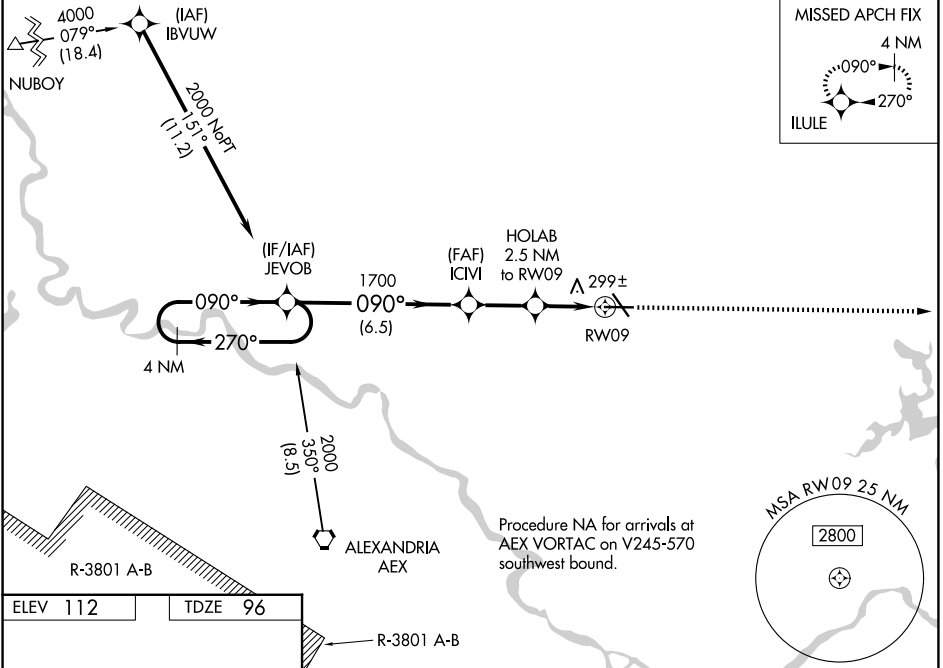 4000
079°
(18.4)
NUBOY
(IAF)
IBVUW
2000 NoPT
151°
(11.2)
MISSED APCH FIX
4 NM
090°
270°
ILULE
(IF/IAF)
JEVOB
090°
270°
4 NM
1700
090°
(6.5)
(FAF)
ICIVI
HOLAB
2.5 NM
to RW09
299±
RW09
2000
350°
(8.5)
ALEXANDRIA
AEX
Procedure NA for arrivals at
AEX VORTAC on V245-570
southwest bound.
MSA RW09 25 NM
2800
R-3801 A-B
ELEV 112
TDZE 96
R-3801 A-B